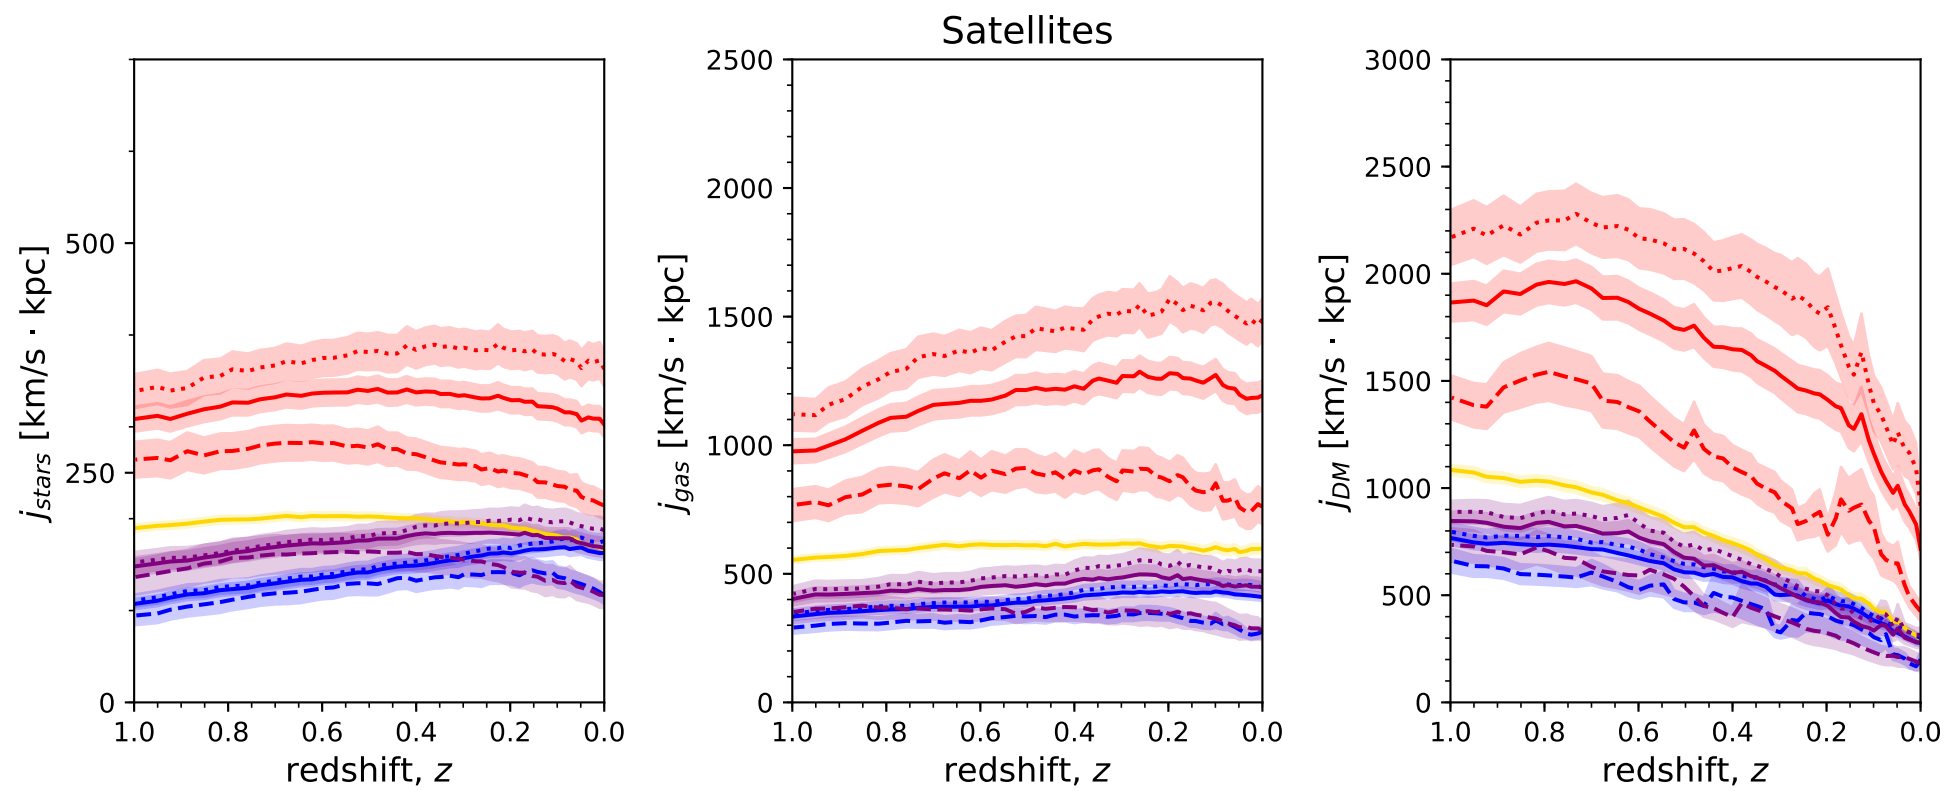 Satellites
500
250
0
j_stars [km/s · kpc]
1.0 0.8 0.6 0.4 0.2 0.0
redshift, z
2500
2000
1500
1000
500
0
j_gas [km/s · kpc]
1.0 0.8 0.6 0.4 0.2 0.0
redshift, z
3000
2500
2000
1500
1000
500
0
j_DM [km/s · kpc]
1.0 0.8 0.6 0.4 0.2 0.0
redshift, z